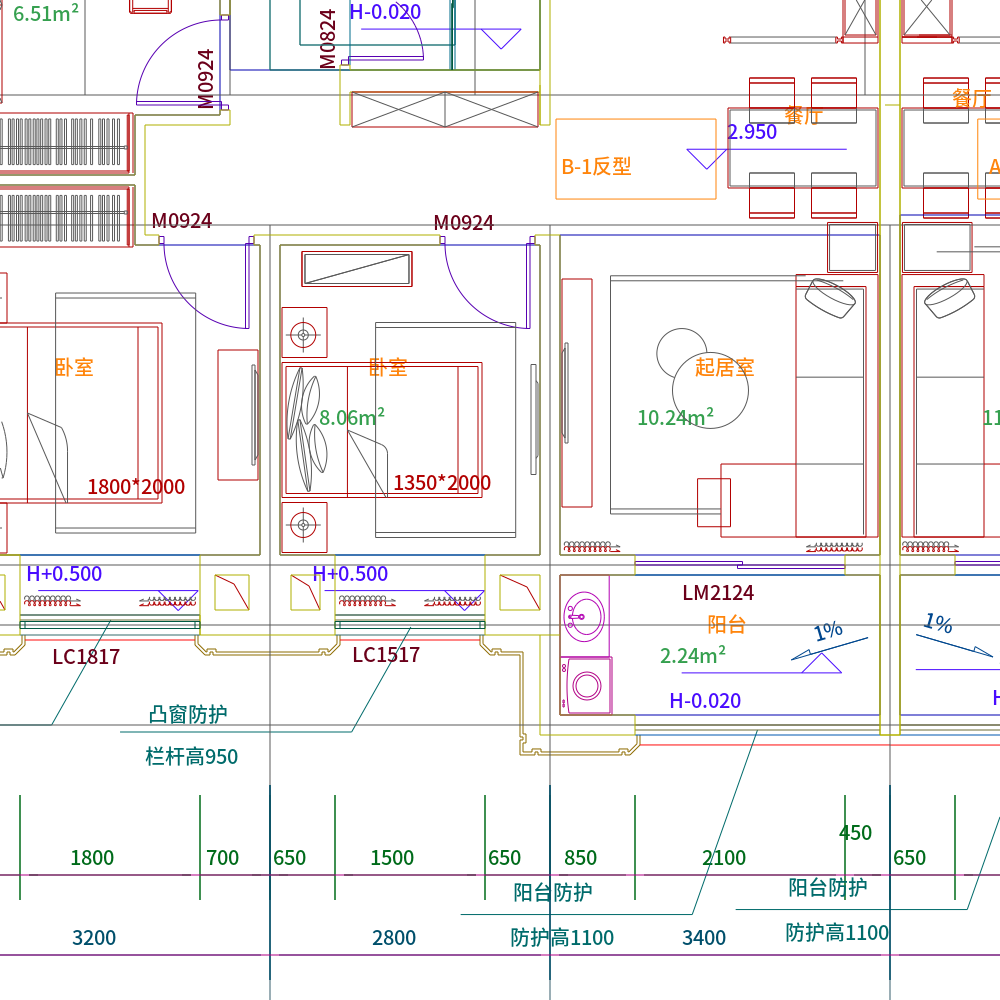 6.51m²
M0924
M0824
H-0.020
餐厅
餐厅
2.950
B-1反型
A
M0924
M0924
卧室
卧室
起居室
8.06m²
10.24m²
11
1800*2000
1350*2000
H+0.500
H+0.500
LM2124
阳台
1%
1%
LC1817
LC1517
2.24m²
H-0.020
H
凸窗防护
栏杆高950
450
1800
700
650
1500
650
850
2100
650
阳台防护
阳台防护
防护高1100
防护高1100
3200
2800
3400